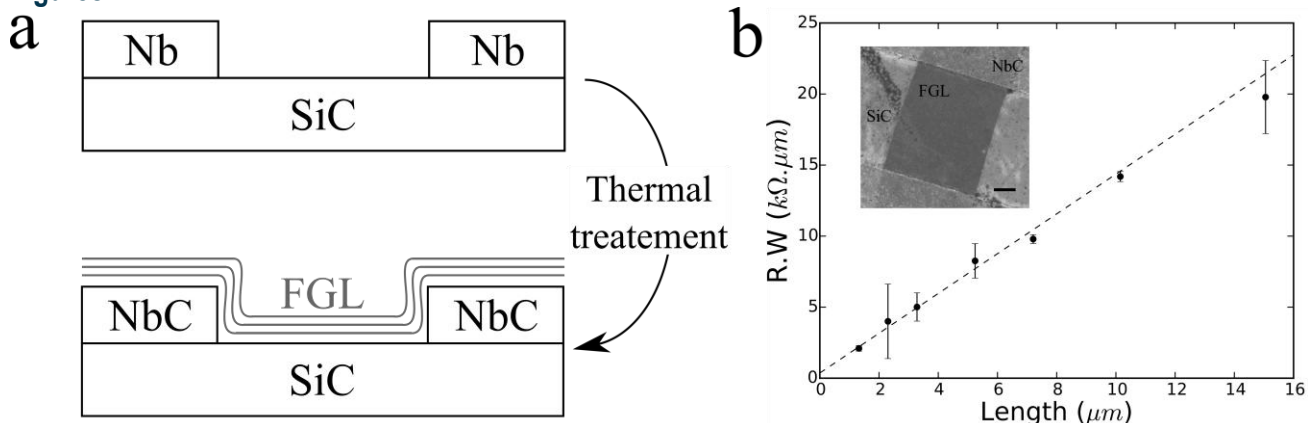 a
Nb
Nb
SiC
Thermal
treatement
FGL
NbC
NbC
SiC
b
R.W (kΩ.μm)
25
20
15
10
5
0
NbC
FGL
SiC
0 2 4 6 8 10 12 14 16
Length (μm)